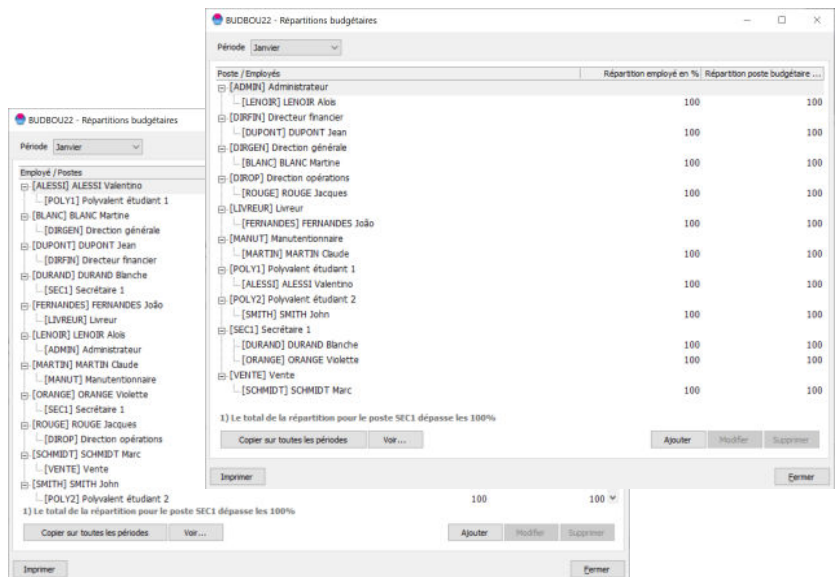 BUDBOU22 - Répartitions budgétaires
Période Janvier
Poste / Employés Répartition employé en % Répartition poste budgétaire ...
[ADMIN] Administrateur
[LENOIR] LENOIR Alois 100 100
[DIRFIN] Directeur financier
[DUPONT] DUPONT Jean 100 100
[DIRGEN] Direction générale
[BLANC] BLANC Martine 100 100
[DIROP] Direction opérations
[ROUGE] ROUGE Jacques 100 100
[LIVREUR] Livreur
[FERNANDES] FERNANDES João 100 100
[MANUT] Manutentionnaire
[MARTIN] MARTIN Claude 100 100
[POLY1] Polyvalent étudiant 1
[ALESSI] ALESSI Valentino 100 100
[POLY2] Polyvalent étudiant 2
[SMITH] SMITH John 100 100
[SEC1] Secrétaire 1
[DURAND] DURAND Blanche 100 100
[ORANGE] ORANGE Violette 100 100
[VENTE] Vente
[SCHMIDT] SCHMIDT Marc 100 100
1) Le total de la répartition pour le poste SEC1 dépasse les 100%
Copier sur toutes les périodes Voir... Ajouter Modifier Supprimer
Imprimer Fermer
BUDBOU22 - Répartitions budgétaires
Période Janvier
Employé / Postes
[ALESSI] ALESSI Valentino
[POLY1] Polyvalent étudiant 1
[BLANC] BLANC Martine
[DIRGEN] Direction générale
[DUPONT] DUPONT Jean
[DIRFIN] Directeur financier
[DURAND] DURAND Blanche
[SEC1] Secrétaire 1
[FERNANDES] FERNANDES João
[LIVREUR] Livreur
[LENOIR] LENOIR Alois
[ADMIN] Administrateur
[MARTIN] MARTIN Claude
[MANUT] Manutentionnaire
[ORANGE] ORANGE Violette
[SEC1] Secrétaire 1
[ROUGE] ROUGE Jacques
[DIROP] Direction opérations
[SCHMIDT] SCHMIDT Marc
[VENTE] Vente
[SMITH] SMITH John
[POLY2] Polyvalent étudiant 2 100 100
1) Le total de la répartition pour le poste SEC1 dépasse les 100%
Copier sur toutes les périodes Voir... Ajouter Modifier Supprimer
Imprimer Fermer